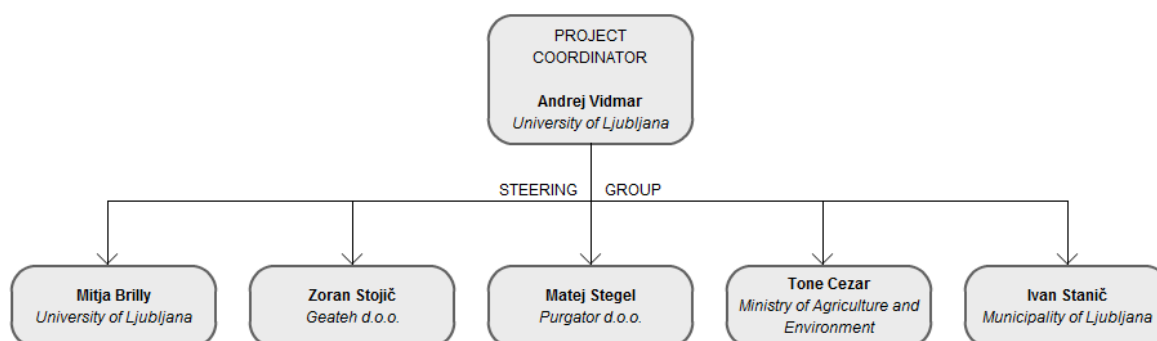 PROJECT
COORDINATOR
Andrej Vidmar
University of Ljubljana
STEERING GROUP
Mitja Brilly
University of Ljubljana
Zoran Stojič
Geateh d.o.o.
Matej Stegel
Purgator d.o.o.
Tone Cezar
Ministry of Agriculture and
Environment
Ivan Stanič
Municipality of Ljubljana